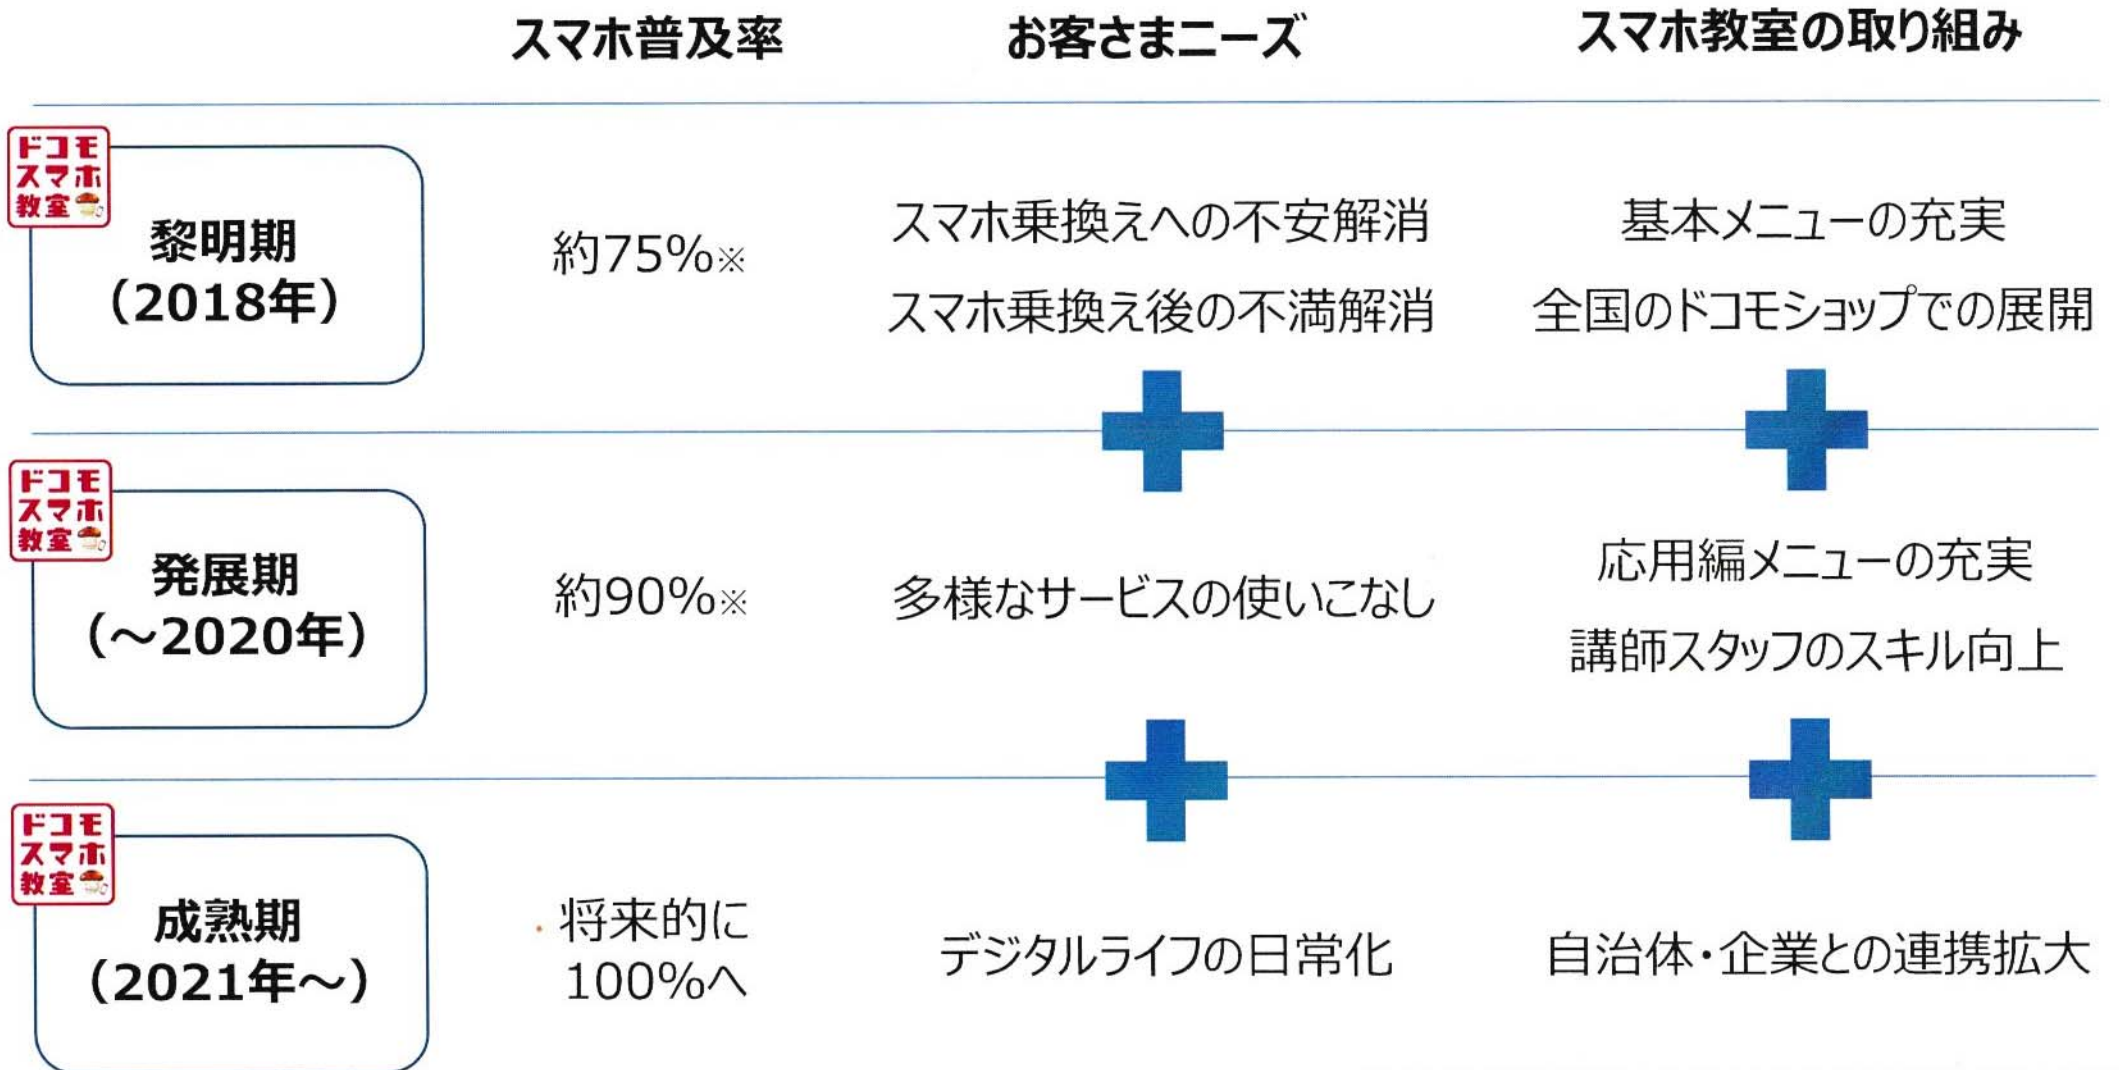 スマホ普及率
お客さまニーズ
スマホ教室の取り組み
ドコモ
スマホ
教室
黎明期
（2018年）
約75%※
スマホ乗換えへの不安解消
スマホ乗換え後の不満解消
基本メニューの充実
全国のドコモショップでの展開
ドコモ
スマホ
教室
発展期
（～2020年）
約90%※
多様なサービスの使いこなし
応用編メニューの充実
講師スタッフのスキル向上
ドコモ
スマホ
教室
成熟期
（2021年～）
将来的に
100%へ
デジタルライフの日常化
自治体・企業との連携拡大